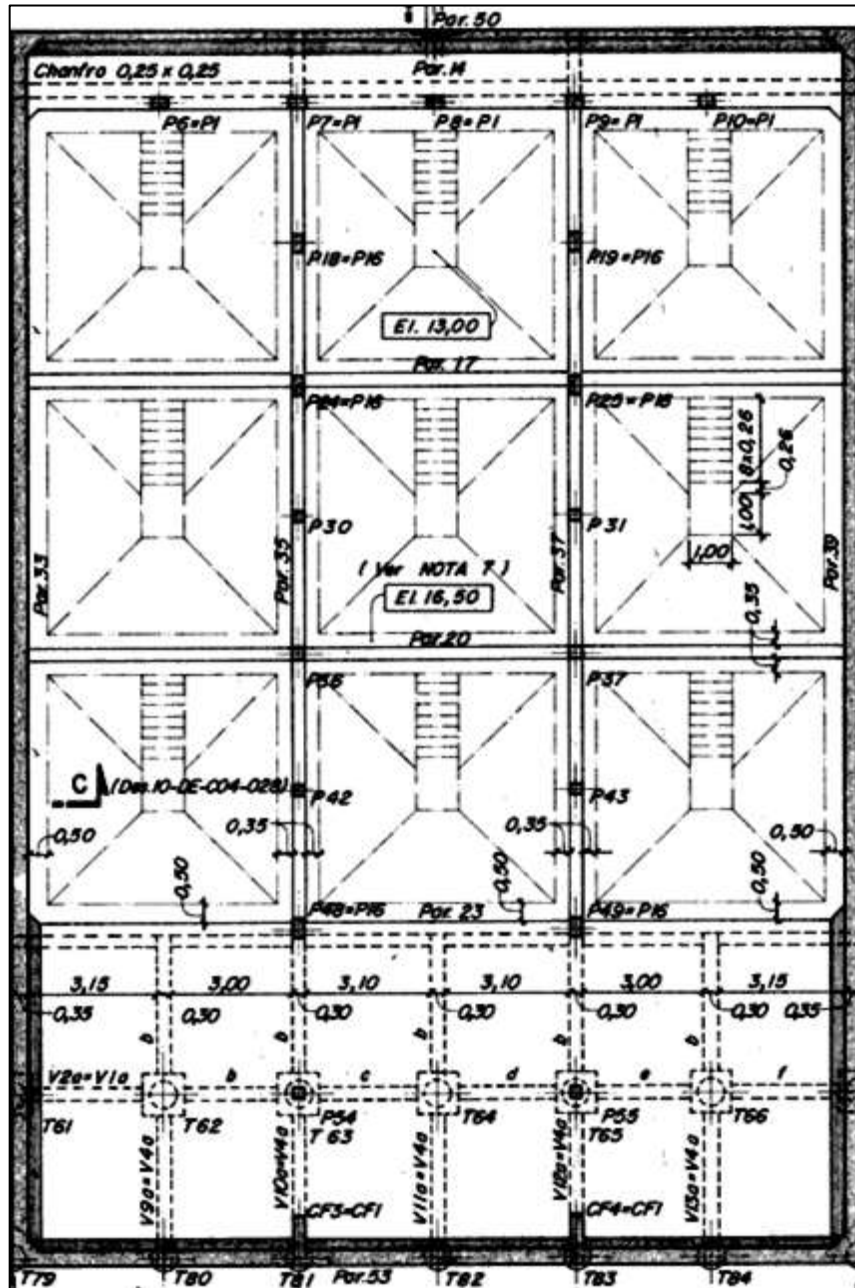 Par. 50
Chanfro 0,25 x 0,25
Par. 14
P6=P1
P7=P1
P8=P1
P9=P1
P10=P1
P18=P16
P19=P16
El. 13,00
Par. 17
P24=P16
P25=P16
8x0,26
0,26
1,00
1,00
P30
P31
Par. 33
Par. 35
Par. 37
Par. 39
(Ver NOTA 7)
El. 16,50
0,35
Par. 20
P36
P37
C
(Des. 10-DE-C04-028)
P42
P43
0,50
0,35
0,35
0,50
0,50
0,50
0,50
P48=P16
Par. 23
P49=P16
3,15
3,00
3,10
3,10
3,00
3,15
0,35
0,30
0,30
0,30
0,30
0,30
0,35
b
b
b
b
b
V2a=V1a
b
c
d
e
f
T61
T62
P54
T63
T64
P55
T65
T66
V9a=V4a
V10a=V4a
V11a=V4a
V12a=V4a
V13a=V4a
CF3=CF1
CF4=CF1
T79
T80
T81
Par. 53
T82
T83
T84